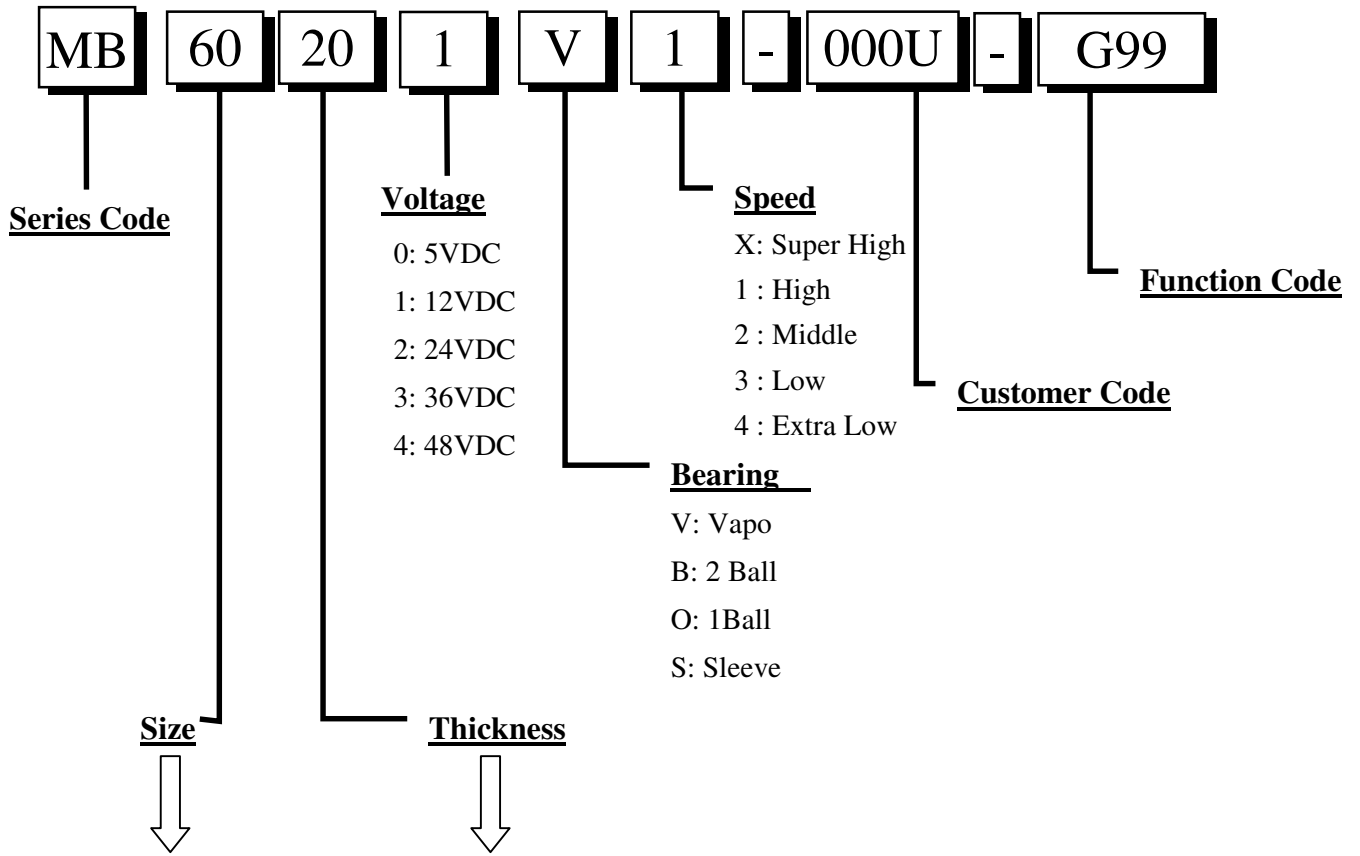 MB 60 20 1 V 1 - 000U - G99
Series Code
Voltage
0: 5VDC
1: 12VDC
2: 24VDC
3: 36VDC
4: 48VDC
Speed
X: Super High
1 : High
2 : Middle
3 : Low
4 : Extra Low
Function Code
Customer Code
Bearing
V: Vapo
B: 2 Ball
O: 1Ball
S: Sleeve
Size
Thickness